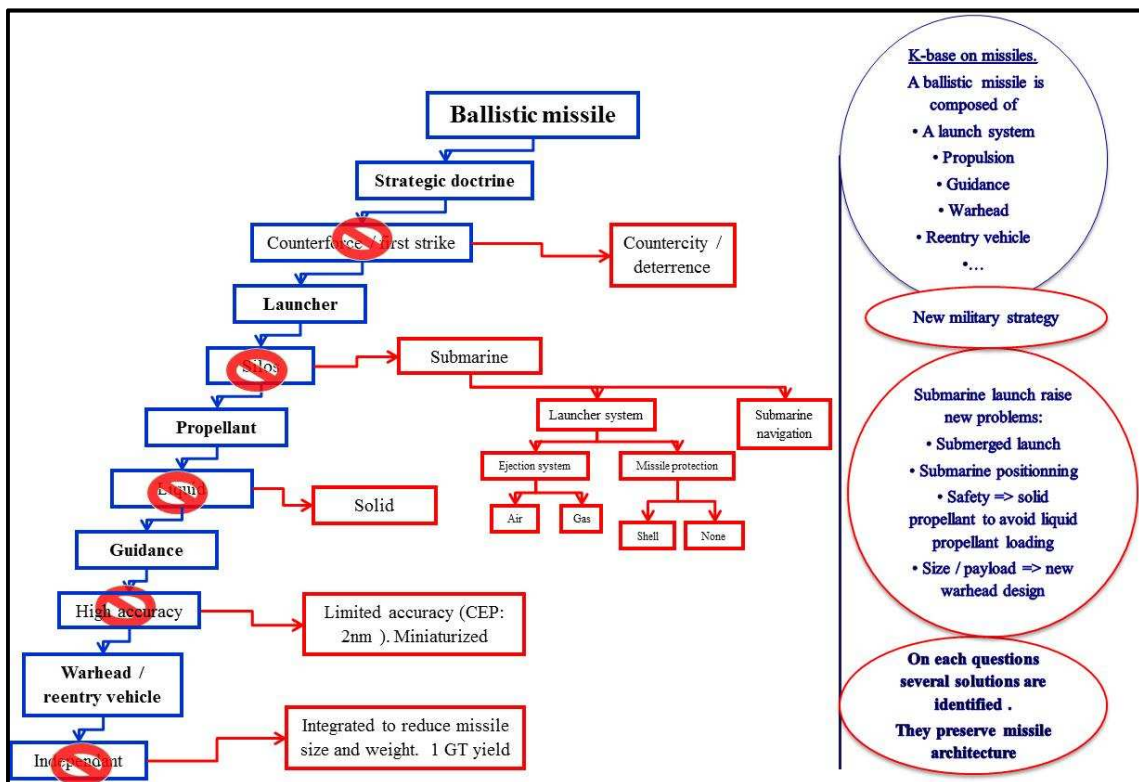 Ballistic missile
Strategic doctrine
Counterforce / first strike
Countercity /
deterrence
Launcher
Silos
Submarine
Launcher system
Submarine
navigation
Ejection system
Missile protection
Air
Gas
Shell
None
Propellant
Liquid
Solid
Guidance
High accuracy
Limited accuracy (CEP:
2nm ). Miniaturized
Warhead /
reentry vehicle
Independant
Integrated to reduce missile
size and weight. 1 GT yield
K-base on missiles.
A ballistic missile is
composed of
• A launch system
• Propulsion
• Guidance
• Warhead
• Reentry vehicle
•…
New military strategy
Submarine launch raise
new problems:
• Submerged launch
• Submarine positionning
• Safety => solid
propellant to avoid liquid
propellant loading
• Size / payload => new
warhead design
On each questions
several solutions are
identified .
They preserve missile
architecture